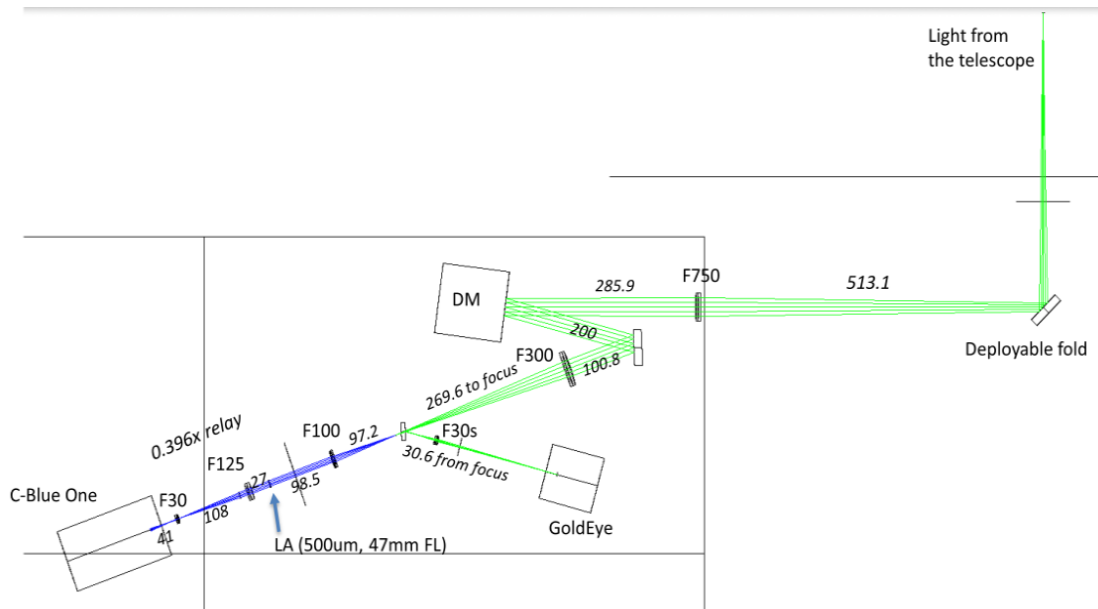 Light from
the telescope
285.9
F750
513.1
DM
200
F300
100.8
Deployable fold
269.6 to focus
0.396x relay
F100
97.2
F30s
30.6 from focus
F125
27
98.5
C-Blue One
F30
108
41
GoldEye
LA (500um, 47mm FL)